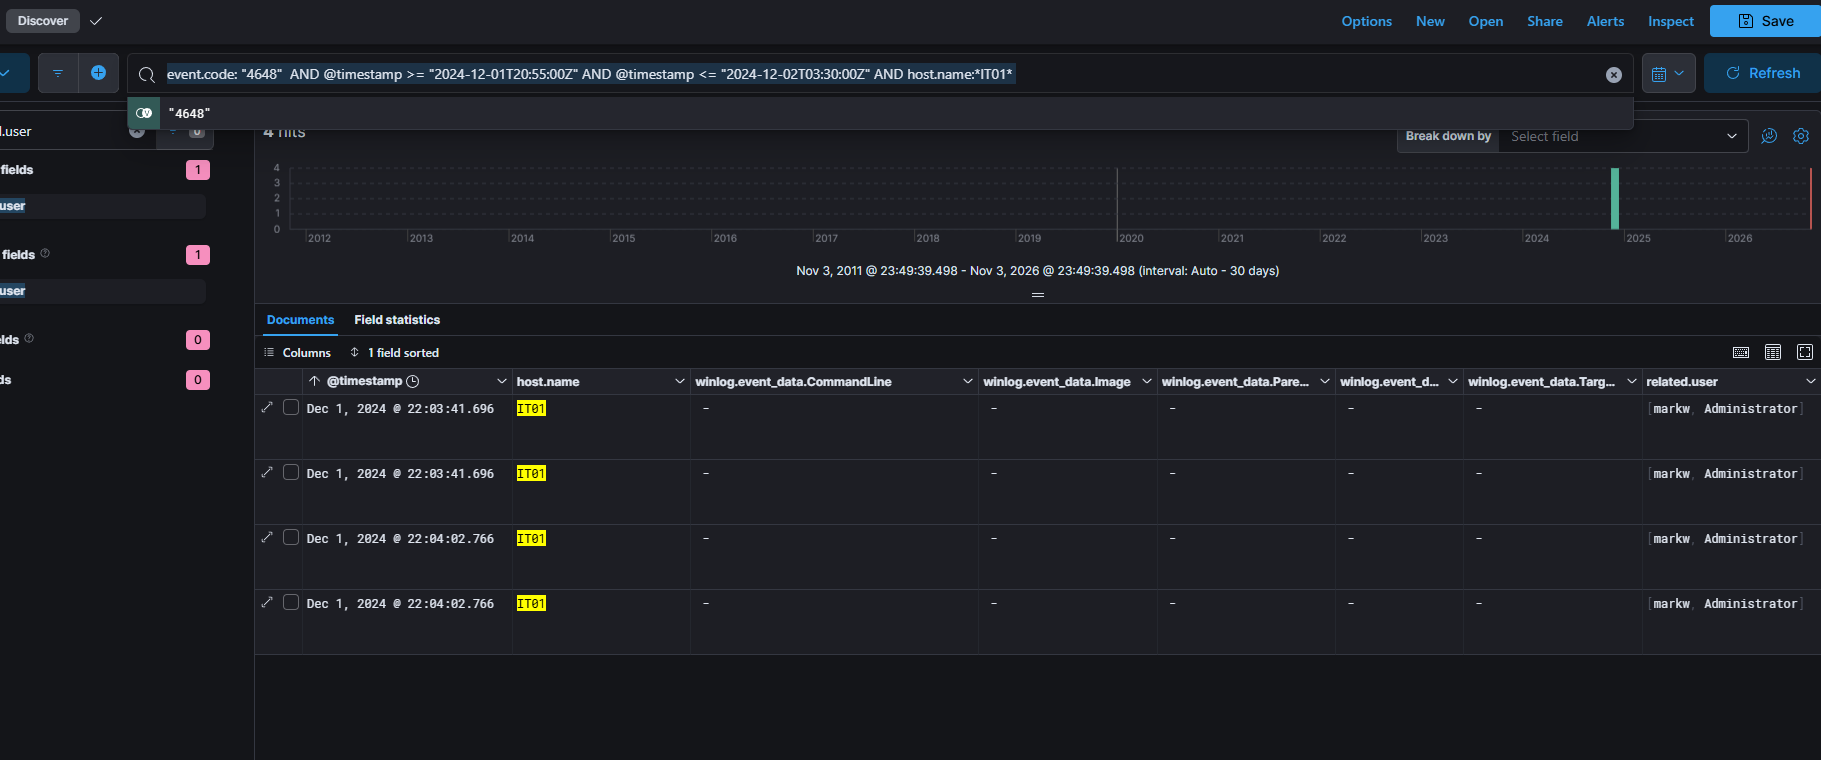 Discover
Options New Open Share Alerts Inspect Save
event.code: "4648"  AND @timestamp >= "2024-12-01T20:55:00Z" AND @timestamp <= "2024-12-02T03:30:00Z" AND host.name:*IT01*
Refresh
"4648"
.user
0
4 hits
Break down by Select field
fields 1
user
fields 1
user
elds 0
ds 0
4
3
2
1
0
2012 2013 2014 2015 2016 2017 2018 2019 2020 2021 2022 2023 2024 2025 2026
Nov 3, 2011 @ 23:49:39.498 - Nov 3, 2026 @ 23:49:39.498 (interval: Auto - 30 days)
Documents Field statistics
Columns 1 field sorted
@timestamp host.name winlog.event_data.CommandLine winlog.event_data.Image winlog.event_data.Pare... winlog.event_d... winlog.event_data.Targ... related.user
Dec 1, 2024 @ 22:03:41.696 IT01 - - - - - [markw, Administrator]
Dec 1, 2024 @ 22:03:41.696 IT01 - - - - - [markw, Administrator]
Dec 1, 2024 @ 22:04:02.766 IT01 - - - - - [markw, Administrator]
Dec 1, 2024 @ 22:04:02.766 IT01 - - - - - [markw, Administrator]